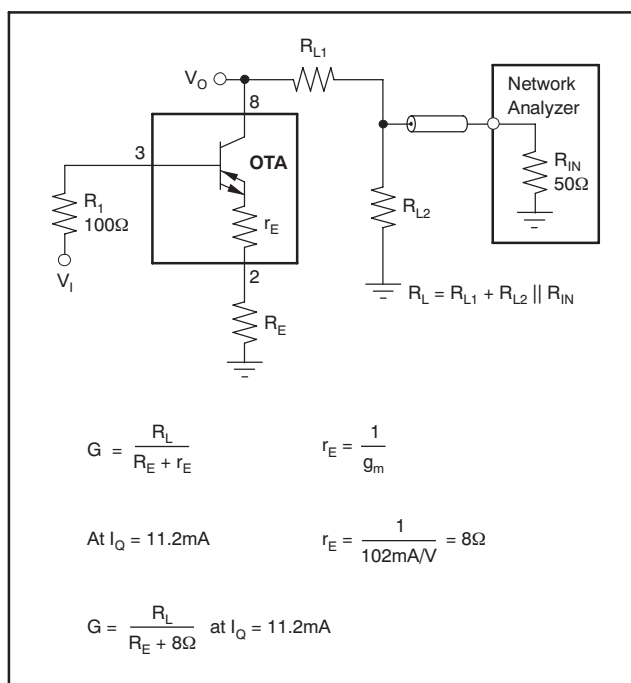 R_L1
V_O
8
Network
Analyzer
3
OTA
R_IN
50Ω
R_1
100Ω
r_E
R_L2
V_I
2
R_L = R_L1 + R_L2 || R_IN
R_E
G = R_L / (R_E + r_E)
r_E = 1 / g_m
At I_Q = 11.2mA
r_E = 1 / 102mA/V = 8Ω
G = R_L / (R_E + 8Ω) at I_Q = 11.2mA